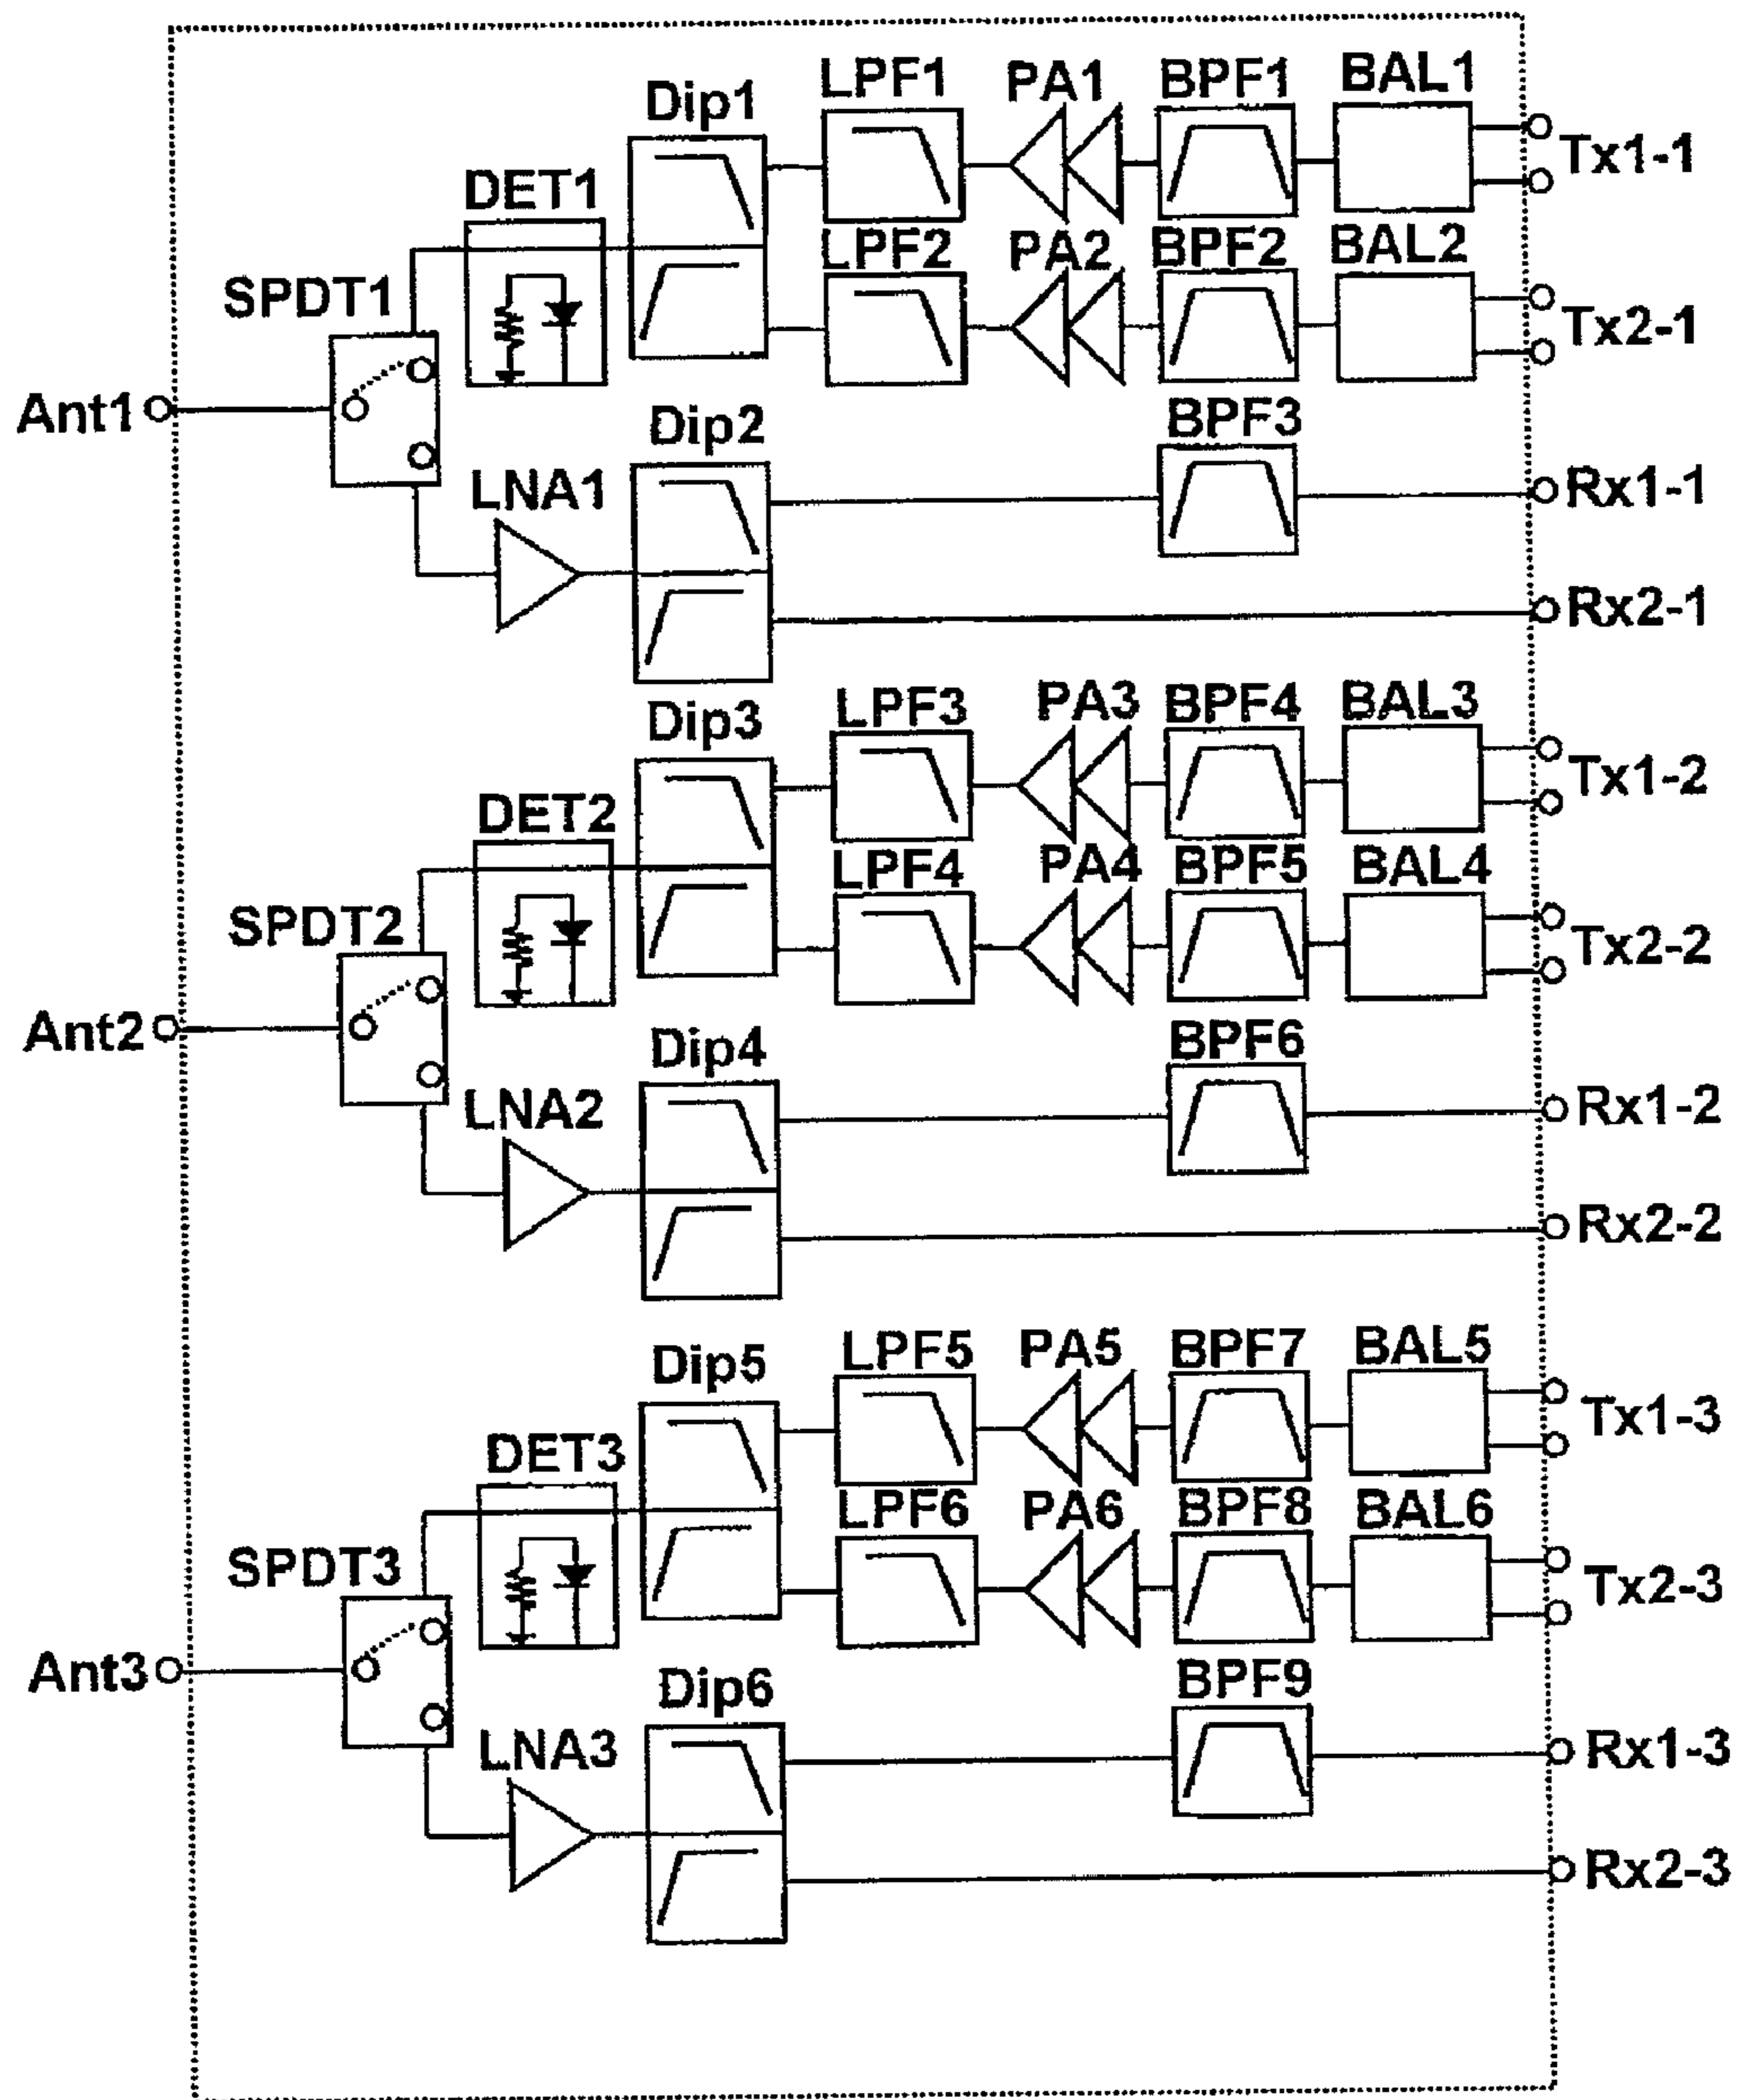 LPF1
PA1
BPF1
BAL1
Dip1
Tx1-1
DET1
LPF2
PA2
BPF2
BAL2
SPDT1
Tx2-1
Ant1
Dip2
BPF3
LNA1
Rx1-1
Rx2-1
Dip3
LPF3
PA3
BPF4
BAL3
Tx1-2
DET2
LPF4
PA4
BPF5
BAL4
SPDT2
Tx2-2
Ant2
Dip4
BPF6
LNA2
Rx1-2
Rx2-2
Dip5
LPF5
PA5
BPF7
BAL5
Tx1-3
DET3
LPF6
PA6
BPF8
BAL6
SPDT3
Tx2-3
Ant3
Dip6
BPF9
LNA3
Rx1-3
Rx2-3